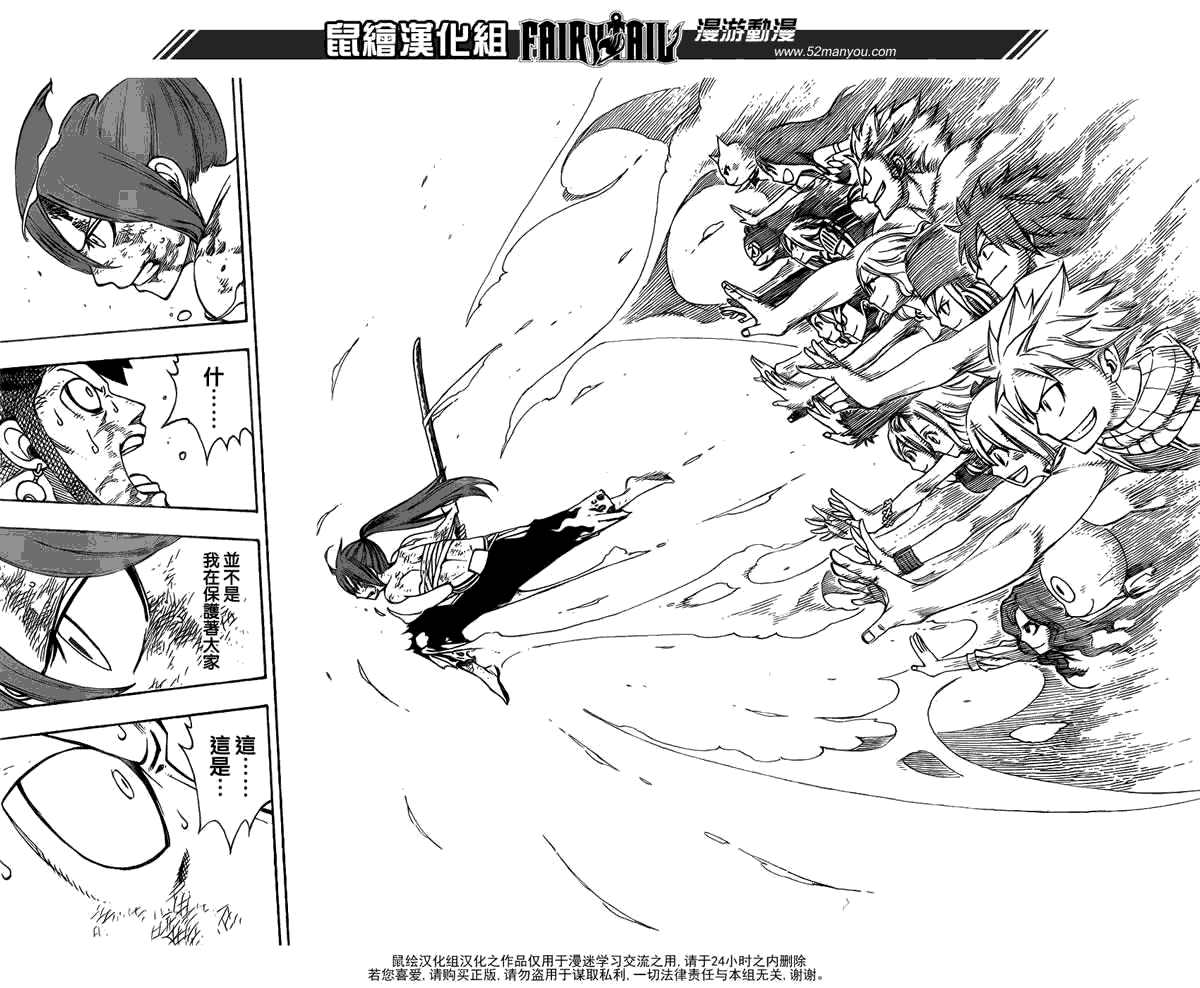 鼠繪漢化組
FAIRY TAIL
漫游動漫
www.52manyou.com
什……
並不是
我在保護著大家
這……
這是…
鼠绘汉化组汉化之作品仅用于漫迷学习交流之用,请于24小时之内删除
若您喜爱,请购买正版,请勿盗用于谋取私利,一切法律责任与本组无关,谢谢。